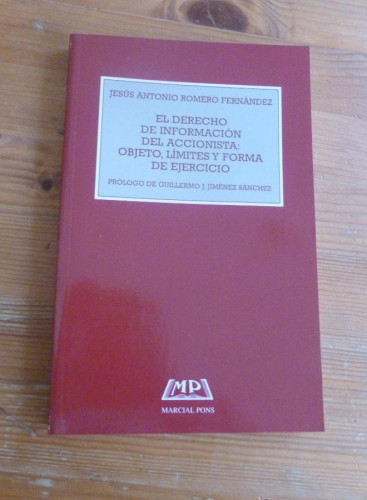 JESÚS ANTONIO ROMERO FERNÁNDEZ
EL DERECHO
DE INFORMACIÓN
DEL ACCIONISTA:
OBJETO, LÍMITES Y FORMA
DE EJERCICIO
PRÓLOGO DE GUILLERMO J. JIMÉNEZ SÁNCHEZ
MP
MARCIAL PONS